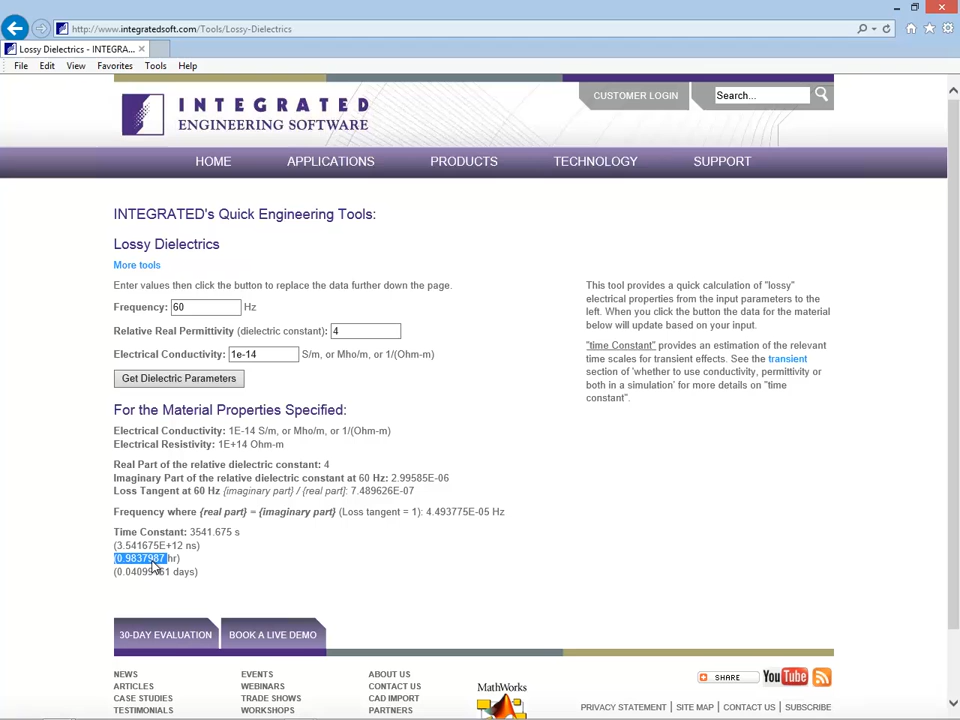 http://www.integratedsoft.com/Tools/Lossy-Dielectrics
Lossy Dielectrics - INTEGRA...
File Edit View Favorites Tools Help
INTEGRATED
ENGINEERING SOFTWARE
CUSTOMER LOGIN
Search...
HOME APPLICATIONS PRODUCTS TECHNOLOGY SUPPORT
INTEGRATED's Quick Engineering Tools:
Lossy Dielectrics
More tools
Enter values then click the button to replace the data further down the page.
Frequency: 60 Hz
Relative Real Permittivity (dielectric constant): 4
Electrical Conductivity: 1e-14 S/m, or Mho/m, or 1/(Ohm-m)
Get Dielectric Parameters
This tool provides a quick calculation of "lossy"
electrical properties from the input parameters to the
left. When you click the button the data for the material
below will update based on your input.
"time Constant" provides an estimation of the relevant
time scales for transient effects. See the transient
section of 'whether to use conductivity, permittivity or
both in a simulation' for more details on "time
constant".
For the Material Properties Specified:
Electrical Conductivity: 1E-14 S/m, or Mho/m, or 1/(Ohm-m)
Electrical Resistivity: 1E+14 Ohm-m
Real Part of the relative dielectric constant: 4
Imaginary Part of the relative dielectric constant at 60 Hz: 2.99585E-06
Loss Tangent at 60 Hz {imaginary part} / {real part}: 7.489626E-07
Frequency where {real part} = {imaginary part} (Loss tangent = 1): 4.493775E-05 Hz
Time Constant: 3541.675 s
(3.541675E+12 ns)
(0.9837987 hr)
days)
30-DAY EVALUATION BOOK A LIVE DEMO
NEWS
ARTICLES
CASE STUDIES
TESTIMONIALS
EVENTS
WEBINARS
TRADE SHOWS
WORKSHOPS
ABOUT US
CONTACT US
CAD IMPORT
PARTNERS
MathWorks
SHARE
YouTube
PRIVACY STATEMENT | SITE MAP | CONTACT US | SUBSCRIBE